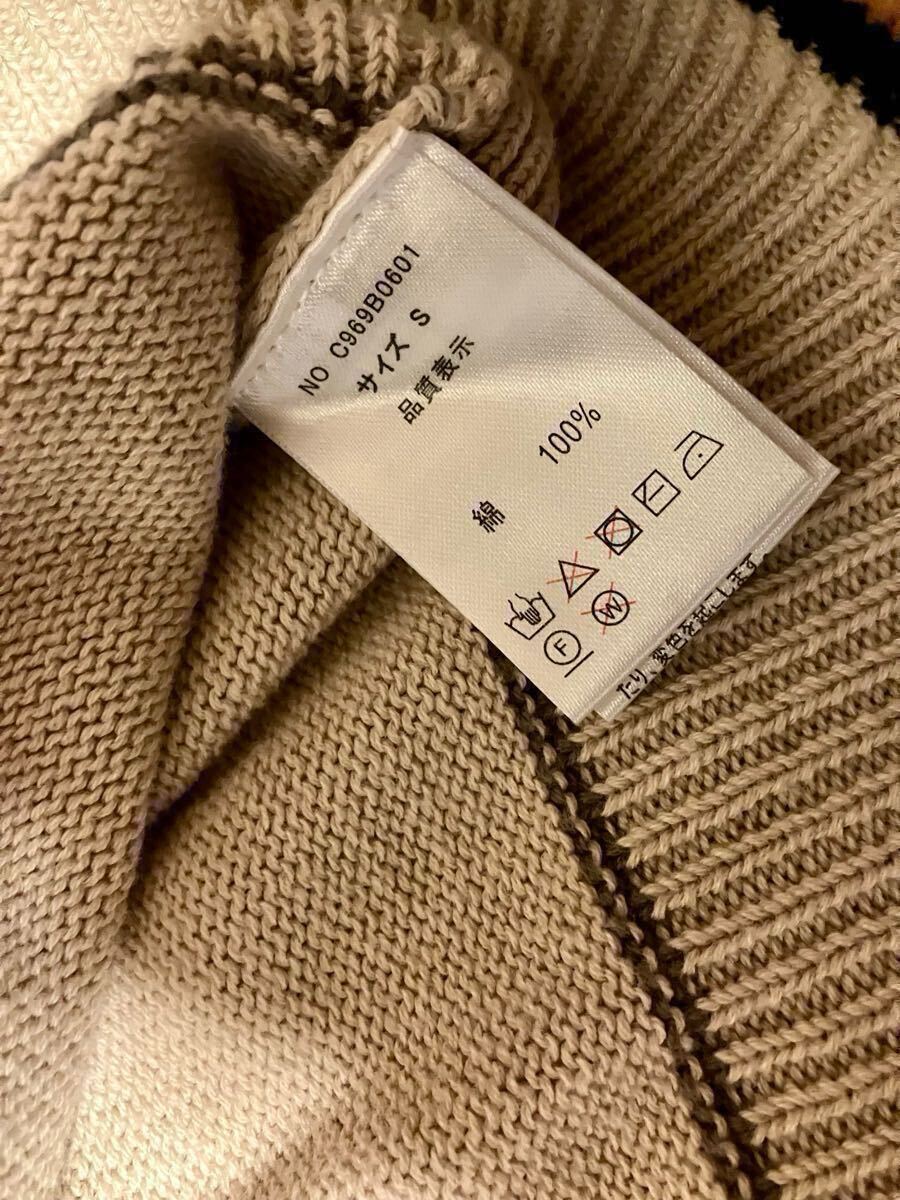 NO C969B0601
サイズ S
品質表示
綿 100%
F W
たり、変色を起こします